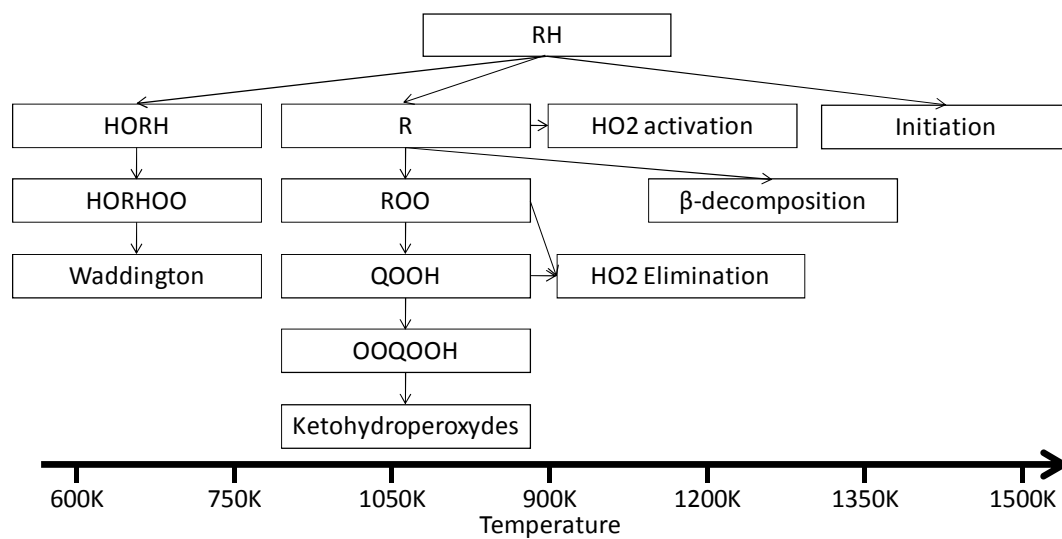 RH
HORH
R
HO2 activation
Initiation
HORHOO
ROO
β-decomposition
Waddington
QOOH
HO2 Elimination
OOQOOH
Ketohydroperoxydes
600K
750K
1050K
900K
1200K
1350K
1500K
Temperature